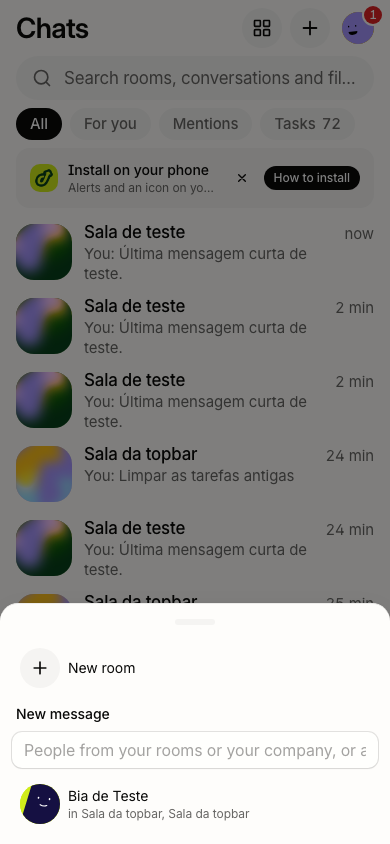 Chats
1
Search rooms, conversations and fil...
All
For you
Mentions
Tasks 72
Install on your phone
Alerts and an icon on yo...
How to install
Sala de teste
now
You: Última mensagem curta de
teste.
Sala de teste
2 min
You: Última mensagem curta de
teste.
Sala de teste
2 min
You: Última mensagem curta de
teste.
Sala da topbar
24 min
You: Limpar as tarefas antigas
Sala de teste
24 min
You: Última mensagem curta de
teste.
Sala da topbar
25 min
New room
New message
People from your rooms or your company, or a
Bia de Teste
in Sala da topbar, Sala da topbar